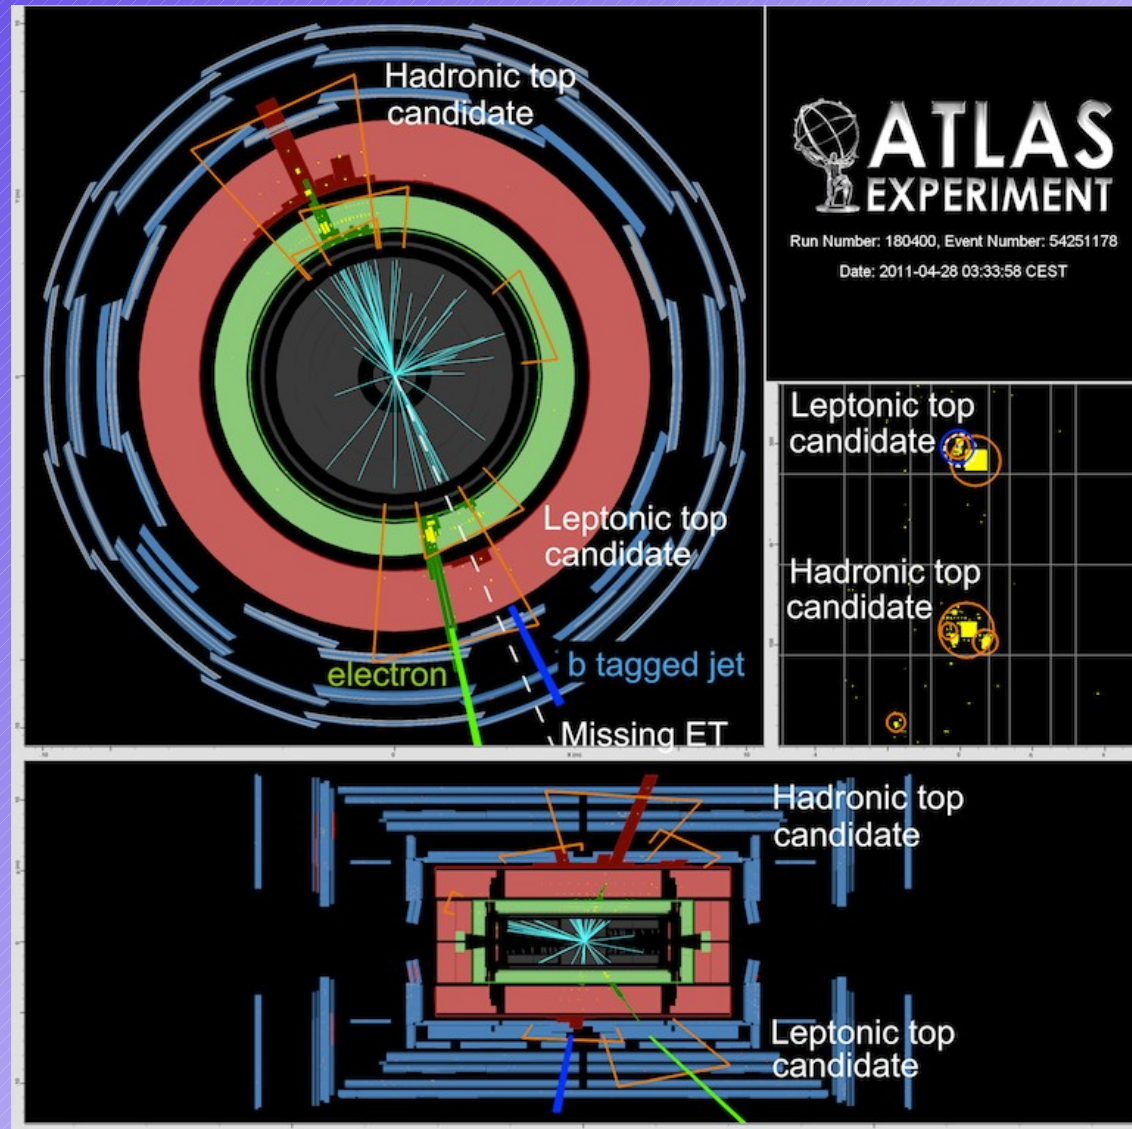 Hadronic top
candidate
Leptonic top
candidate
electron
b tagged jet
Missing ET
ATLAS
EXPERIMENT
Run Number: 180400, Event Number: 54251178
Date: 2011-04-28 03:33:58 CEST
Leptonic top
candidate
Hadronic top
candidate
Hadronic top
candidate
Leptonic top
candidate